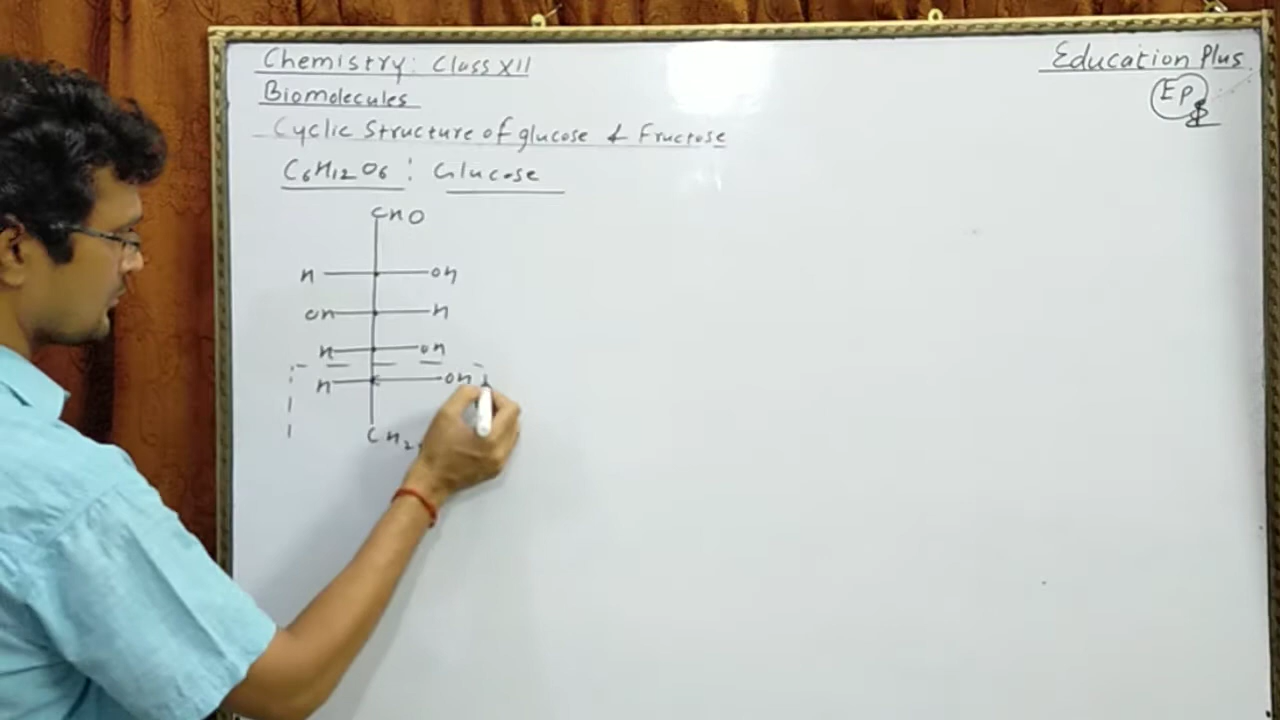 Chemistry: Class XII
Education Plus
EP
Biomolecules
Cyclic Structure of glucose & Fructose
C6H12O6 : Glucose
CHO
H OH
OH H
H OH
H OH
CH2